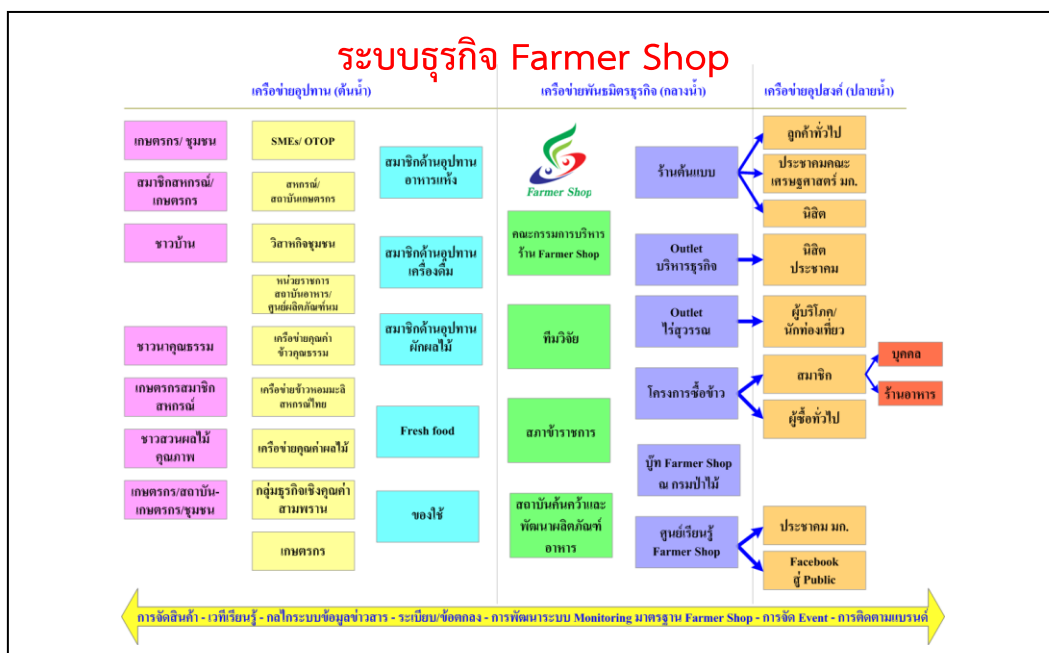 ระบบธุรกิจ Farmer Shop
เครือข่ายอุปทาน (ต้นน้ำ)
เครือข่ายพันธมิตรธุรกิจ (กลางน้ำ)
เครือข่ายอุปสงค์ (ปลายน้ำ)
เกษตรกร/ ชุมชน
สมาชิกสหกรณ์/
เกษตรกร
ชาวบ้าน
ชาวนาคุณธรรม
เกษตรกรสมาชิก
สหกรณ์
ชาวสวนผลไม้
คุณภาพ
เกษตรกร/สถาบัน-
เกษตรกร/ชุมชน
SMEs/ OTOP
สหกรณ์/
สถาบันเกษตรกร
วิสาหกิจชุมชน
หน่วยราชการ
สถาบันอาหาร/
ศูนย์ผลิตภัณฑ์นม
เครือข่ายคุณค่า
ข้าวคุณธรรม
เครือข่ายข้าวหอมมะลิ
สหกรณ์ไทย
เครือข่ายคุณค่าผลไม้
กลุ่มธุรกิจเชิงคุณค่า
สามพราน
เกษตรกร
สมาชิกด้านอุปทาน
อาหารแห้ง
สมาชิกด้านอุปทาน
เครื่องดื่ม
สมาชิกด้านอุปทาน
ผักผลไม้
Fresh food
ของใช้
Farmer Shop
คณะกรรมการบริหาร
ร้าน Farmer Shop
ทีมวิจัย
สภาข้าราชการ
สถาบันค้นคว้าและ
พัฒนาผลิตภัณฑ์
อาหาร
ร้านต้นแบบ
Outlet
บริหารธุรกิจ
Outlet
ไร่สุวรรณ
โครงการซื้อข้าว
บู๊ท Farmer Shop
ณ กรมป่าไม้
ศูนย์เรียนรู้
Farmer Shop
ลูกค้าทั่วไป
ประชาคมคณะ
เศรษฐศาสตร์ มก.
นิสิต
นิสิต
ประชาคม
ผู้บริโภค/
นักท่องเที่ยว
สมาชิก
ผู้ซื้อทั่วไป
บุคคล
ร้านอาหาร
ประชาคม มก.
Facebook
สู่ Public
การจัดสินค้า - เวทีเรียนรู้ - กลไกระบบข้อมูลข่าวสาร - ระเบียบ/ข้อตกลง - การพัฒนาระบบ Monitoring มาตรฐาน Farmer Shop - การจัด Event - การติดตามแบรนด์